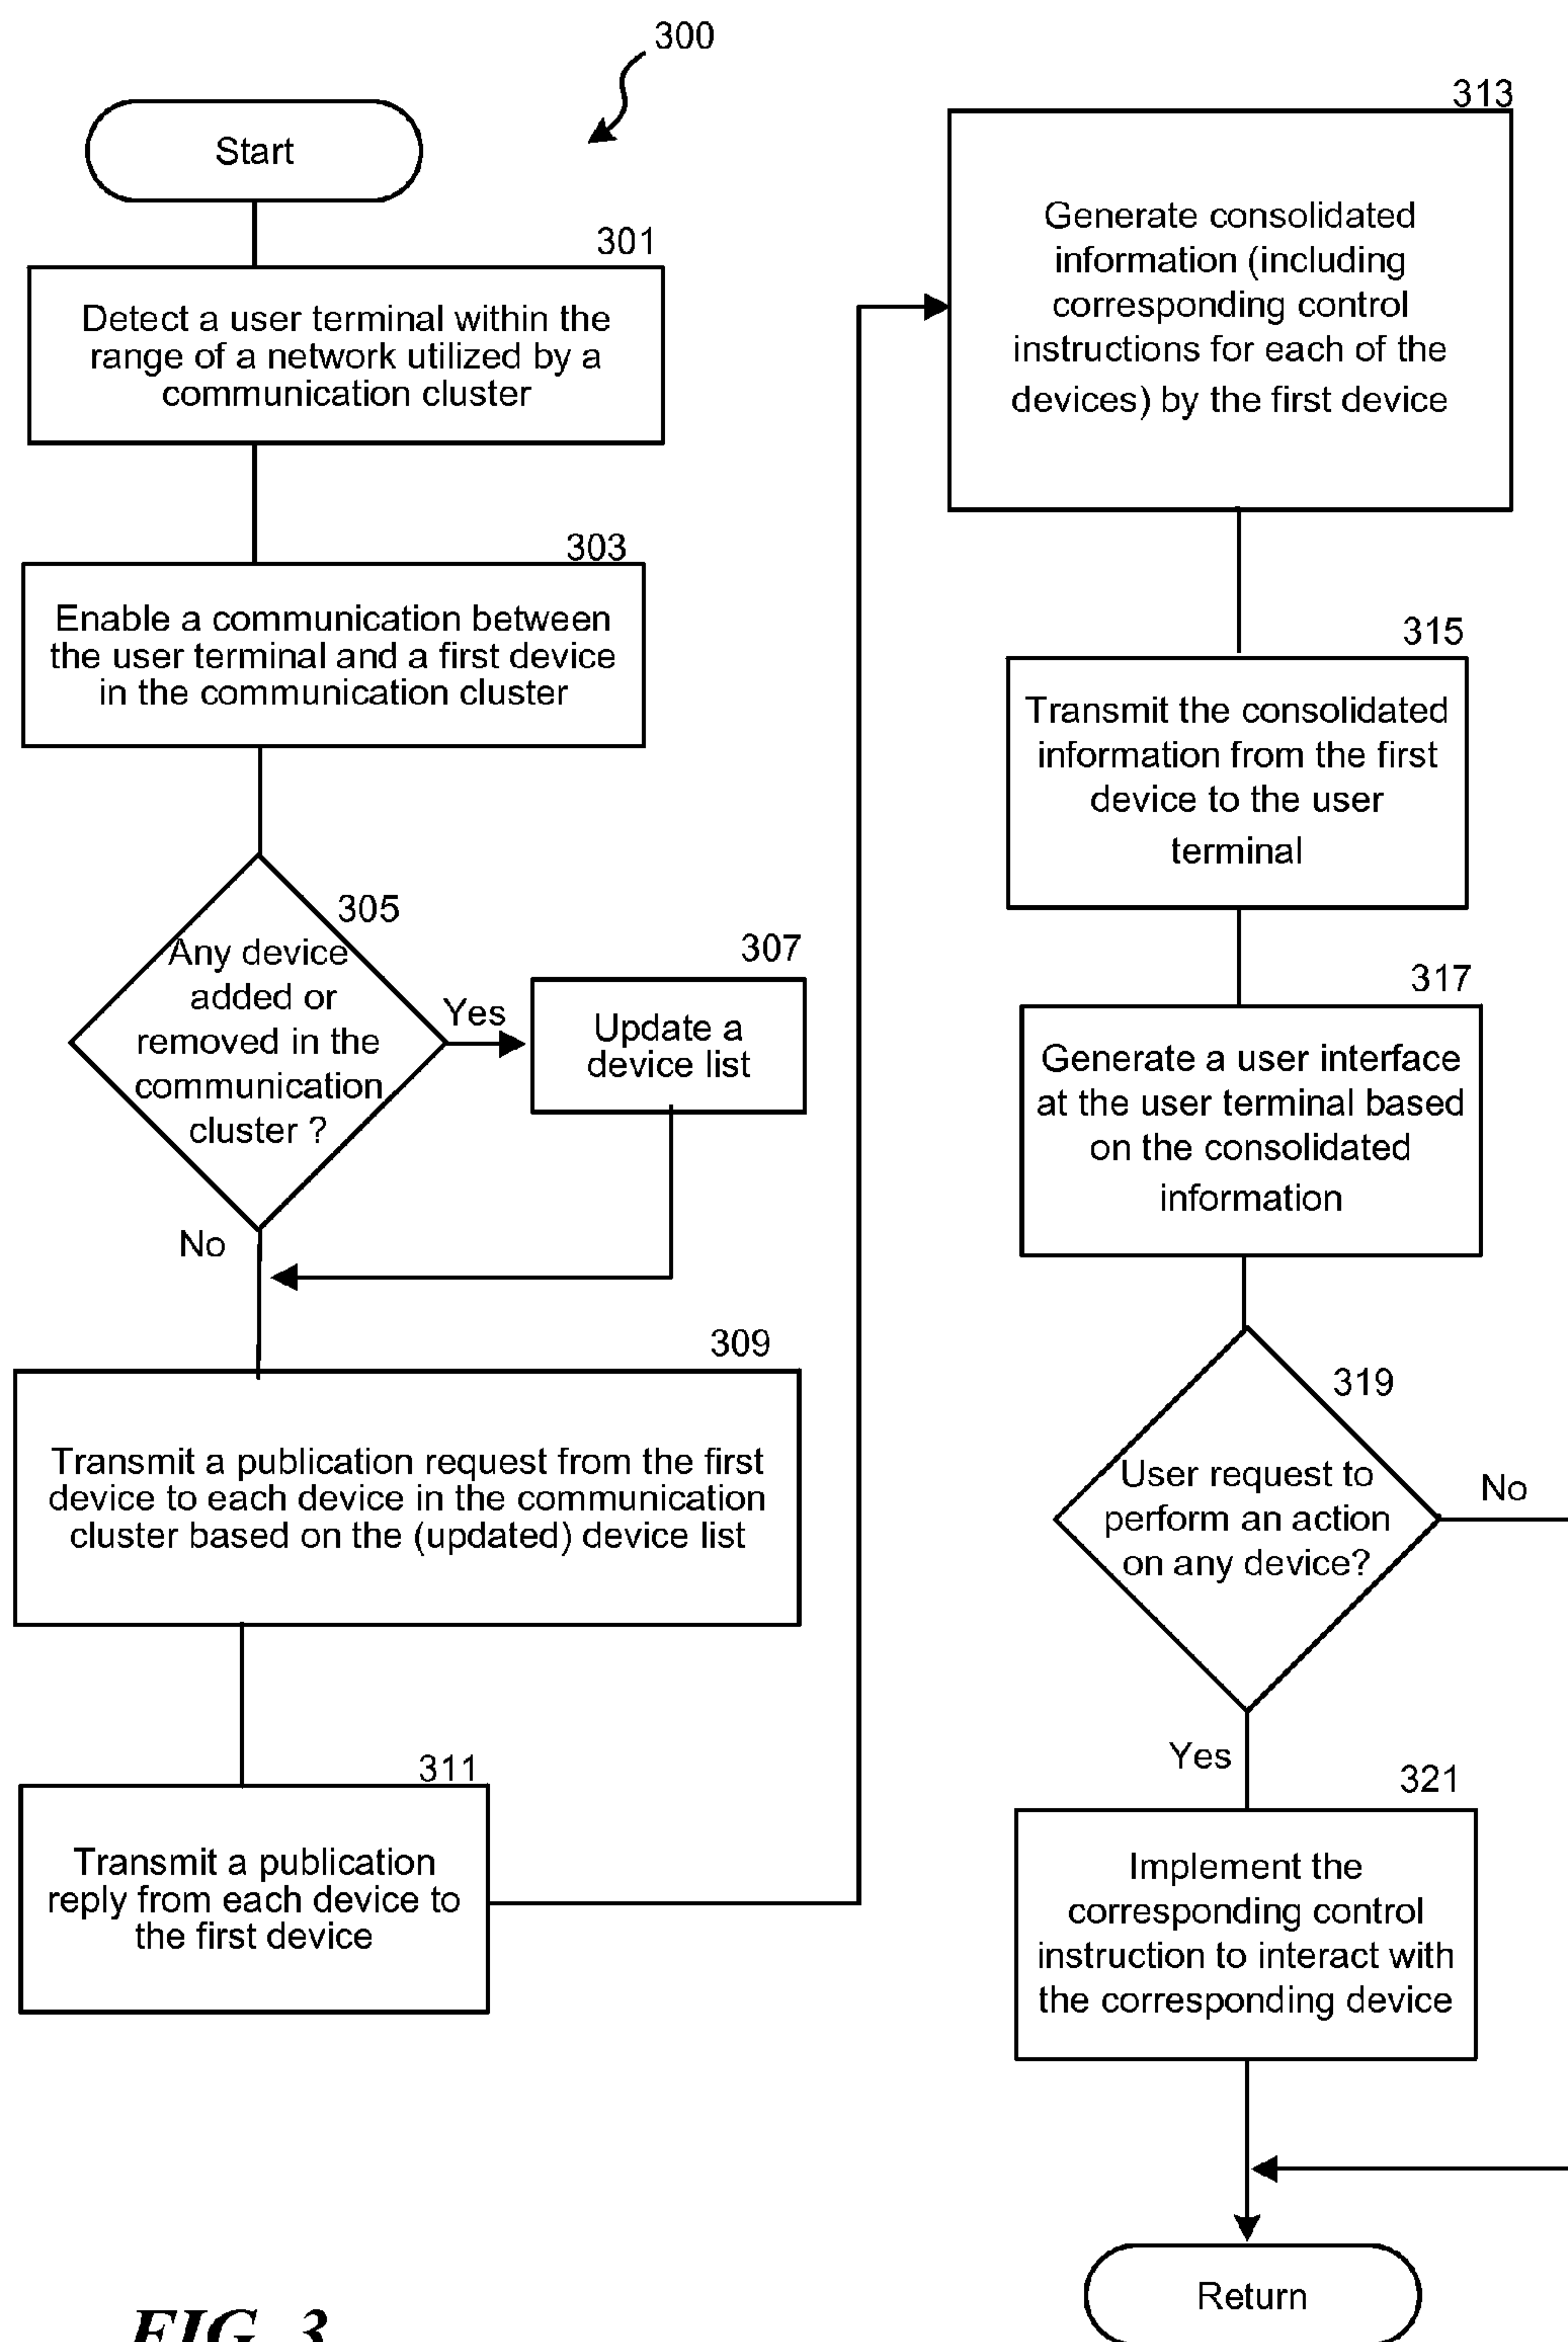 300
Start
301
Detect a user terminal within the
range of a network utilized by a
communication cluster
303
Enable a communication between
the user terminal and a first device
in the communication cluster
305
Any device
added or
removed in the
communication
cluster ?
Yes
307
Update a
device list
No
309
Transmit a publication request from the first
device to each device in the communication
cluster based on the (updated) device list
311
Transmit a publication
reply from each device to
the first device
313
Generate consolidated
information (including
corresponding control
instructions for each of the
devices) by the first device
315
Transmit the consolidated
information from the first
device to the user
terminal
317
Generate a user interface
at the user terminal based
on the consolidated
information
319
User request to
perform an action
on any device?
No
Yes
321
Implement the
corresponding control
instruction to interact with
the corresponding device
Return
FIG. 3